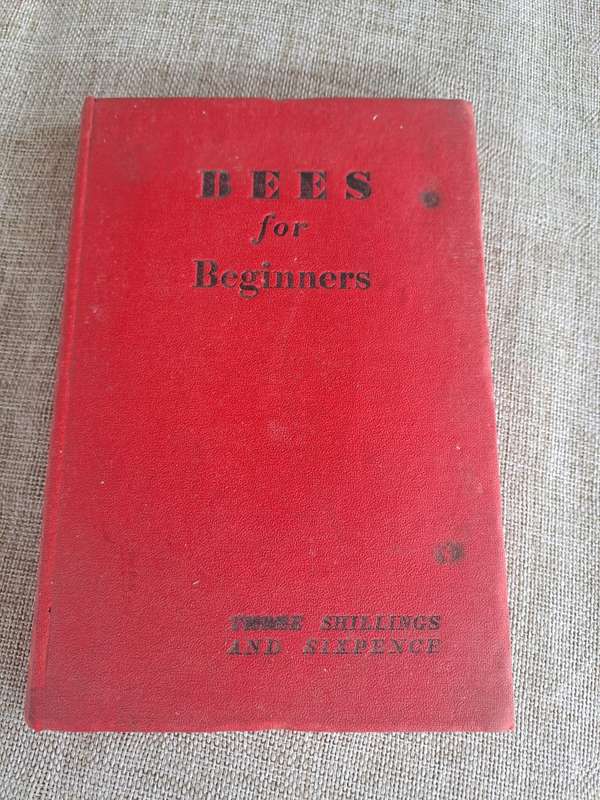 BEES
for
Beginners
SHILLINGS
AND SIXPENCE